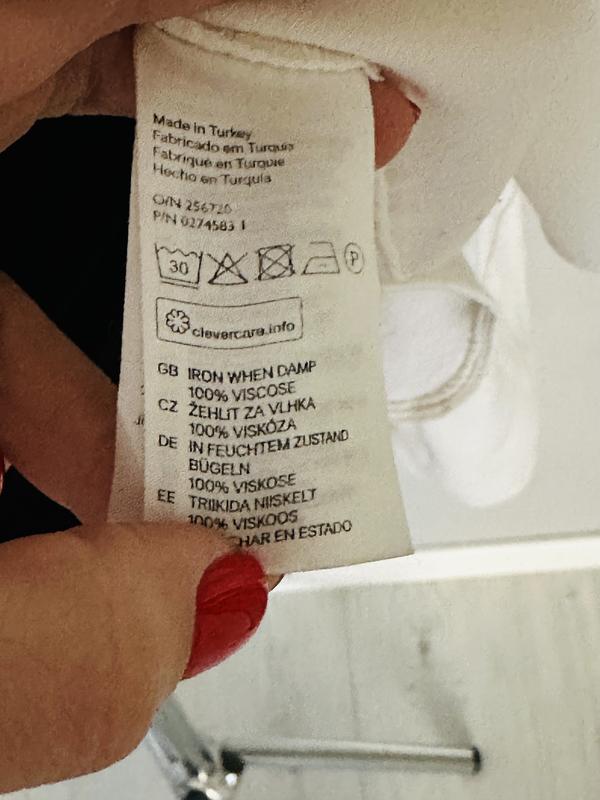 Made in Turkey
Fabricado em Turquia
Fabriqué en Turquie
Hecho en Turquía
O/N 256720
P/N 0274583 1
30
P
clevercare.info
GB IRON WHEN DAMP
100% VISCOSE
CZ ŽEHLIT ZA VLHKA
100% VISKÓZA
DE IN FEUCHTEM ZUSTAND
BÜGELN
100% VISKOSE
EE TRIIKIDA NIISKELT
100% VISKOOS
EN ESTADO